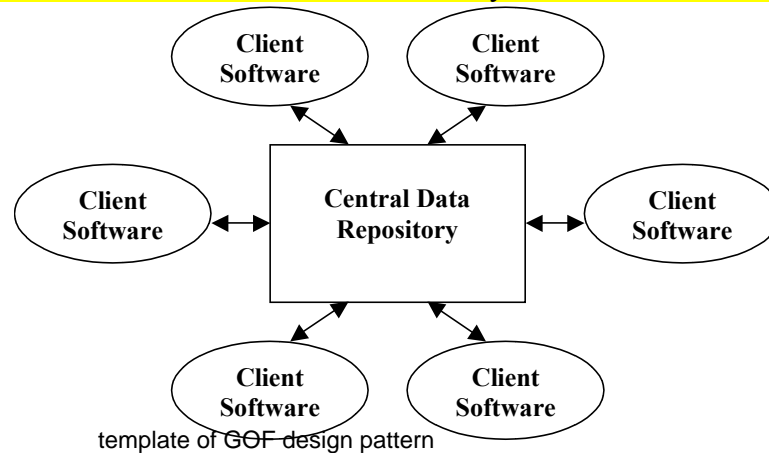 Client
Software
Client
Software
Client
Software
Central Data
Repository
Client
Software
Client
Software
Client
Software
template of GOF design pattern